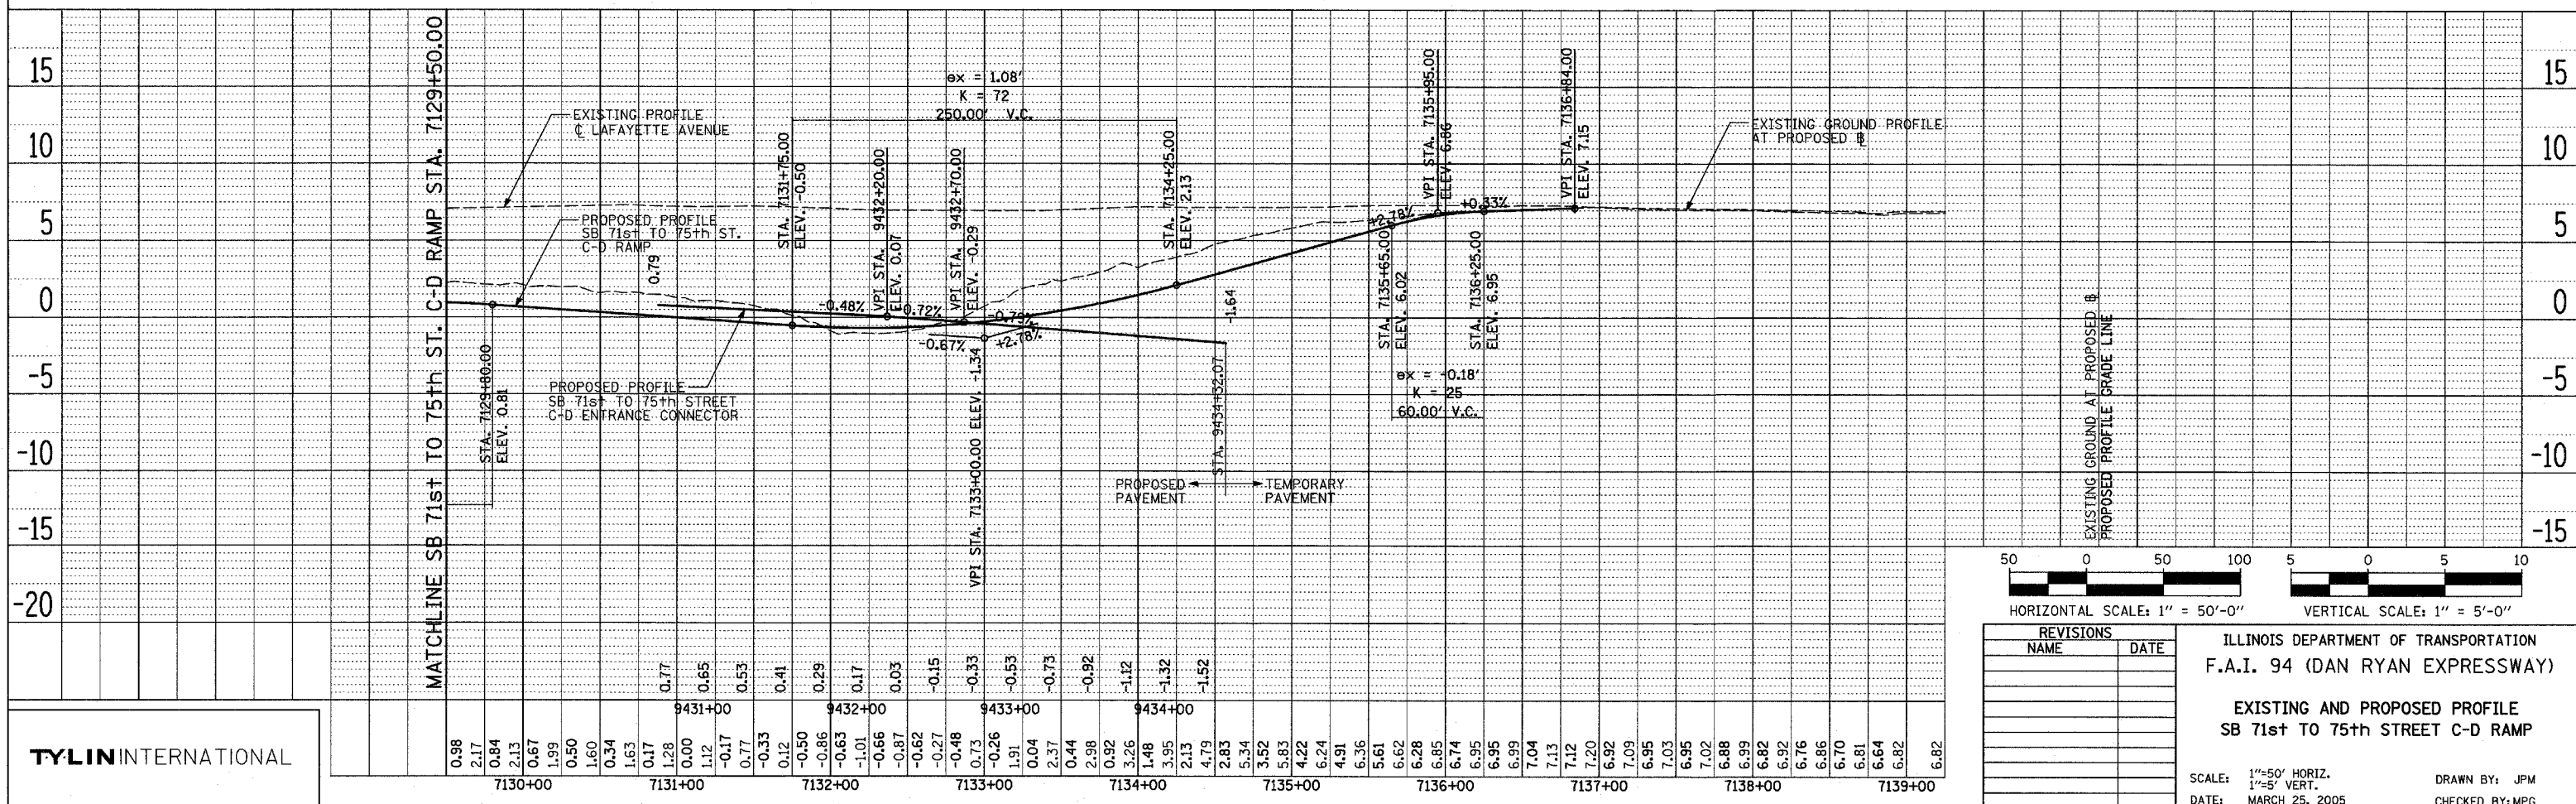 15
10
5
0
-5
-10
-15
-20
MATCHLINE SB 71st TO 75th ST. C-D RAMP STA. 7129+50.00
EXISTING PROFILE
℄ LAFAYETTE AVENUE
PROPOSED PROFILE
SB 71st TO 75th ST.
C-D RAMP
0.79
STA. 7129+80.00
ELEV. 0.81
PROPOSED PROFILE
SB 71st TO 75th STREET
C-D ENTRANCE CONNECTOR
ex = 1.08'
K = 72
250.00' V.C.
STA. 7131+75.00
ELEV. -0.50
VPI STA. 9432+20.00
ELEV. 0.07
VPI STA. 9432+70.00
ELEV. -0.29
-0.48%
-0.72%
-0.79%
-0.67%
+2.78%
VPI STA. 7133+00.00 ELEV. -1.34
STA. 7134+25.00
ELEV. 2.13
-1.64
STA. 9434+32.07
PROPOSED PAVEMENT
TEMPORARY PAVEMENT
+2.78%
+0.33%
STA. 7135+65.00
ELEV. 6.02
VPI STA. 7135+95.00
ELEV. 6.86
STA. 7136+25.00
ELEV. 6.95
VPI STA. 7136+84.00
ELEV. 7.15
ex = -0.18'
K = 25
60.00' V.C.
EXISTING GROUND PROFILE
AT PROPOSED ⅊
EXISTING GROUND AT PROPOSED ⅊
PROPOSED PROFILE GRADE LINE
15
10
5
0
-5
-10
-15
0.77 0.65 0.53 0.41 0.29 0.17 0.03 -0.15 -0.33 -0.53 -0.73 -0.92 -1.12 -1.32 -1.52
9431+00 9432+00 9433+00 9434+00
0.98 2.17 0.84 2.13 0.67 1.99 0.50 1.60 0.34 1.63 0.17 1.28 0.00 1.12 -0.17 0.77 -0.33 0.12 -0.50 -0.86 -0.63 -1.01 -0.66 -0.87 -0.62 -0.27 -0.48 0.73 -0.26 1.91 0.04 2.37 0.44 2.98 0.92 3.26 1.48 3.95 2.13 4.79 2.83 5.34 3.52 5.83 4.22 6.24 4.91 6.36 5.61 6.62 6.28 6.85 6.74 6.95 6.95 6.99 7.04 7.13 7.12 7.20 6.92 7.09 6.95 7.03 6.95 7.02 6.88 6.99 6.82 6.92 6.76 6.86 6.70 6.81 6.64 6.82 6.82
7130+00 7131+00 7132+00 7133+00 7134+00 7135+00 7136+00 7137+00 7138+00 7139+00
50 0 50 100
HORIZONTAL SCALE: 1" = 50'-0"
5 0 5 10
VERTICAL SCALE: 1" = 5'-0"
REVISIONS
NAME DATE
ILLINOIS DEPARTMENT OF TRANSPORTATION
F.A.I. 94 (DAN RYAN EXPRESSWAY)
EXISTING AND PROPOSED PROFILE
SB 71st TO 75th STREET C-D RAMP
SCALE: 1"=50' HORIZ.
1"=5' VERT.
DATE: MARCH 25, 2005
DRAWN BY: JPM
CHECKED BY: MPG
TYLININTERNATIONAL